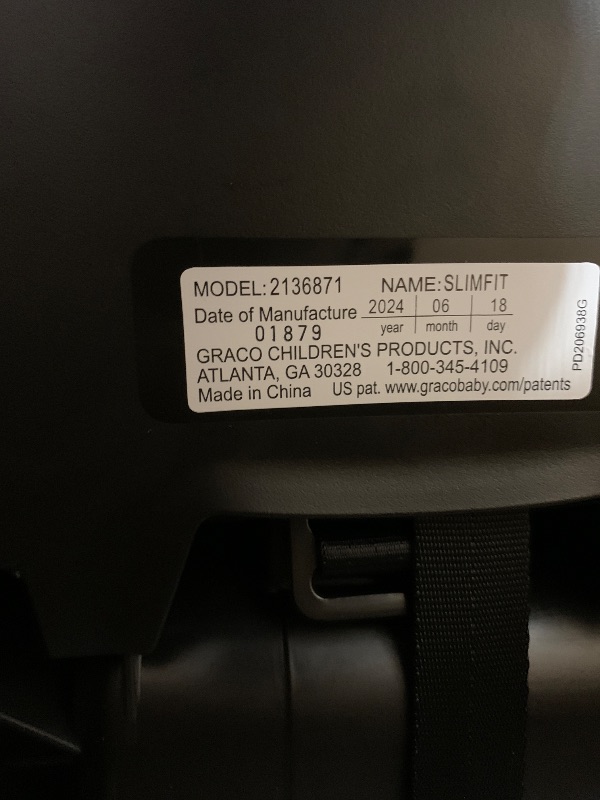 MODEL: 2136871 NAME: SLIMFIT
Date of Manufacture 2024 | 06 | 18
01879 year month day
GRACO CHILDREN'S PRODUCTS, INC.
ATLANTA, GA 30328 1-800-345-4109
Made in China US pat. www.gracobaby.com/patents
PD206938G